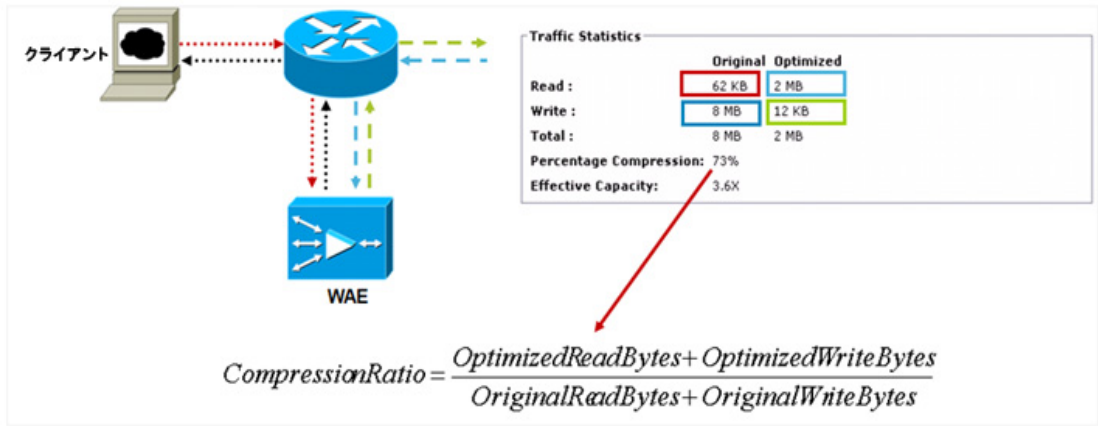 クライアント
WAE
Traffic Statistics
Original Optimized
Read : 62 KB 2 MB
Write : 8 MB 12 KB
Total : 8 MB 2 MB
Percentage Compression: 73%
Effective Capacity: 3.6X
CompressionRatio = OptimizedReadBytes + OptimizedWriteBytes
OriginalReadBytes + OriginalWriteBytes